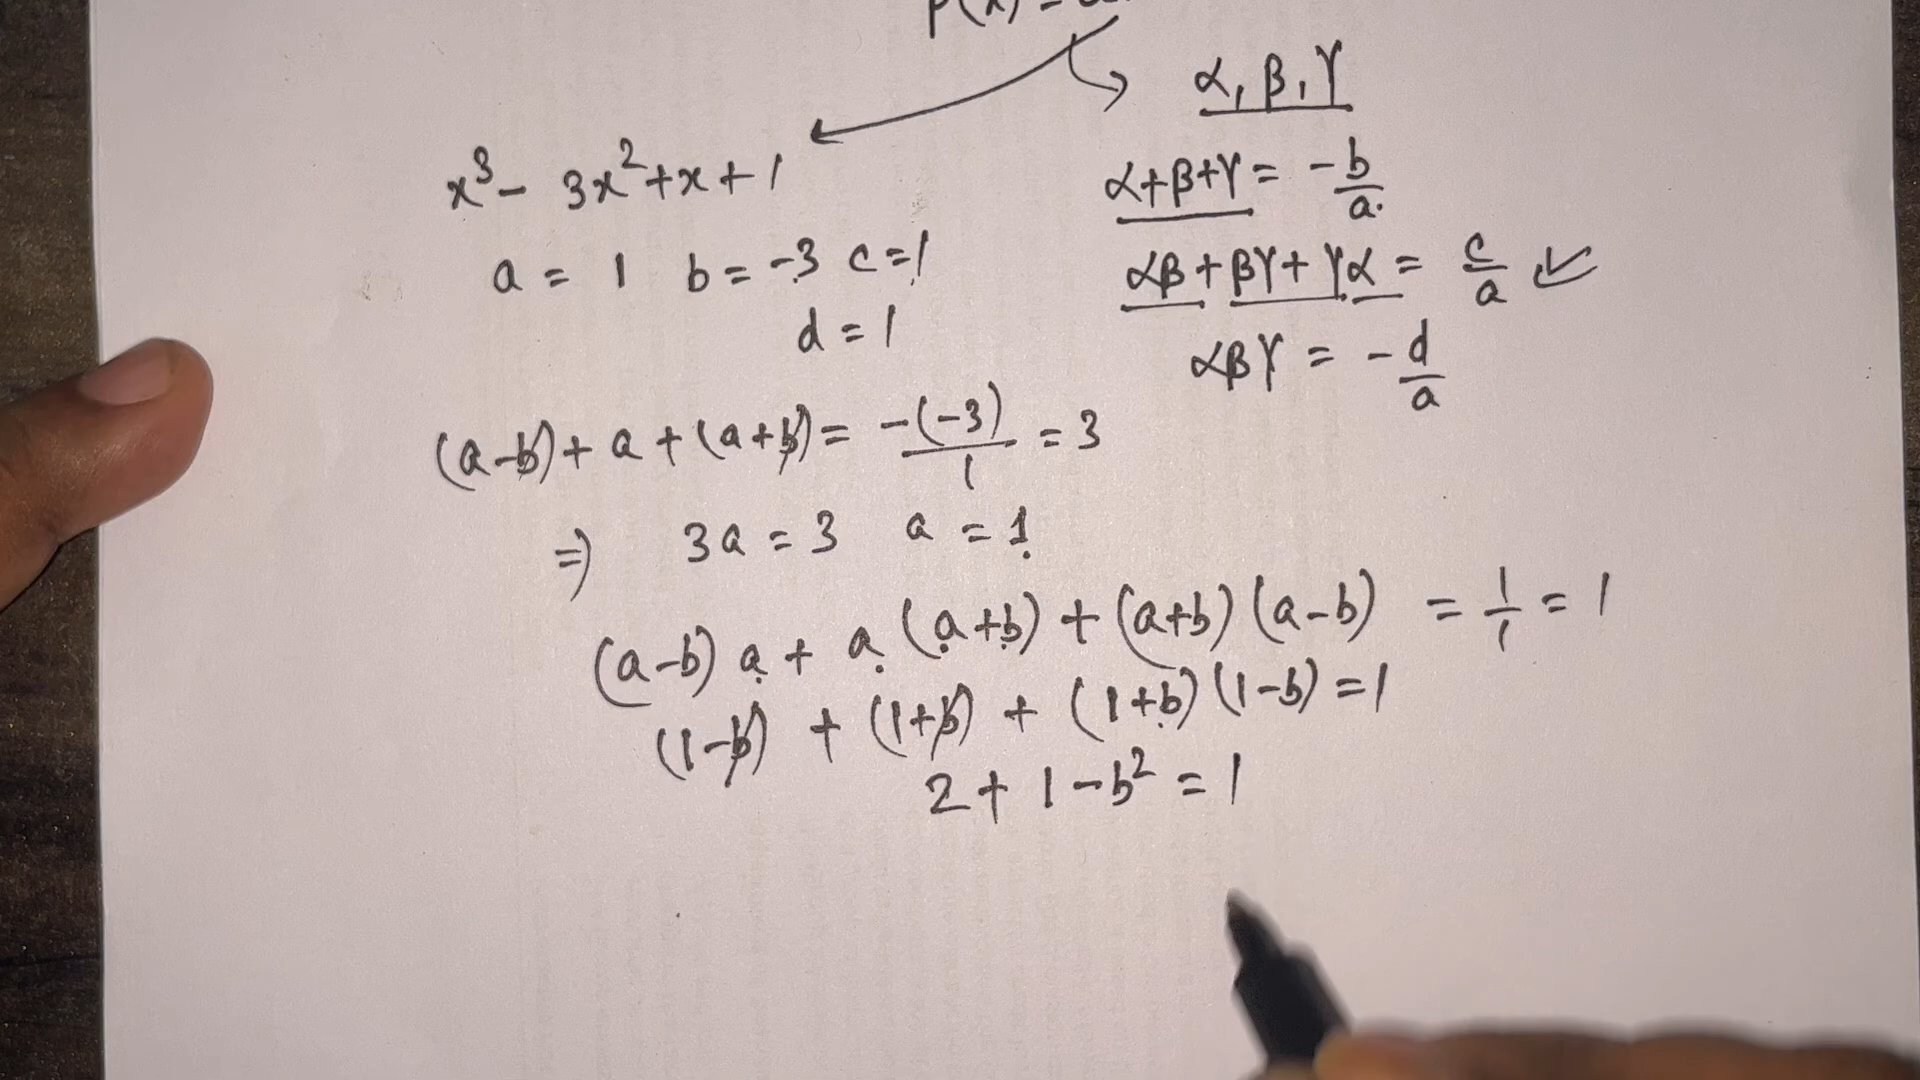 P(x) =
α, β, γ
x³ - 3x² + x + 1
α+β+γ = -b/a
a = 1 b = -3 c = 1
αβ + βγ + γα = c/a
d = 1
αβγ = -d/a
(a-b) + a + (a+b) = -(-3)/1 = 3
⇒ 3a = 3 a = 1
(a-b) a + a (a+b) + (a+b) (a-b) = 1/1 = 1
(1-b) + (1+b) + (1+b) (1-b) = 1
2 + 1 - b² = 1